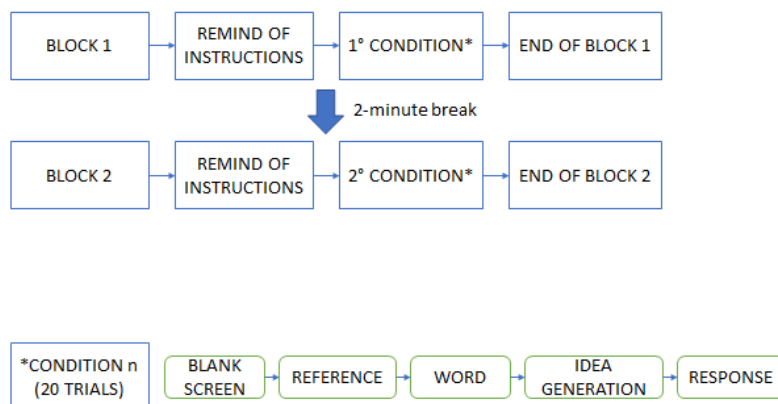 BLOCK 1
REMIND OF
INSTRUCTIONS
1° CONDITION*
END OF BLOCK 1
2-minute break
BLOCK 2
REMIND OF
INSTRUCTIONS
2° CONDITION*
END OF BLOCK 2
*CONDITION n
(20 TRIALS)
BLANK
SCREEN
REFERENCE
WORD
IDEA
GENERATION
RESPONSE